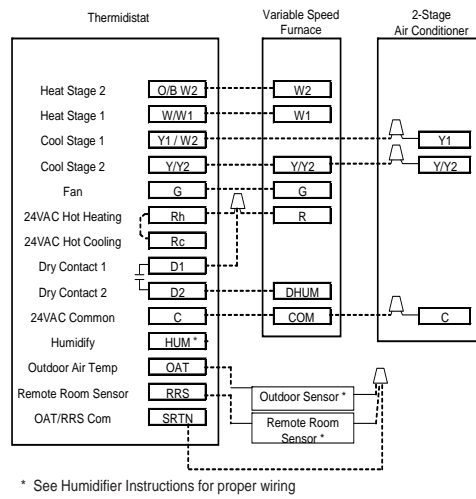 Thermidistat
Variable Speed
Furnace
2-Stage
Air Conditioner
Heat Stage 2 O/B W2 W2
Heat Stage 1 W/W1 W1
Cool Stage 1 Y1 / W2 Y1
Cool Stage 2 Y/Y2 Y/Y2 Y/Y2
Fan G G
24VAC Hot Heating Rh R
24VAC Hot Cooling Rc
Dry Contact 1 D1
Dry Contact 2 D2 DHUM
24VAC Common C COM C
Humidify HUM *
Outdoor Air Temp OAT
Remote Room Sensor RRS Outdoor Sensor *
OAT/RRS Com SRTN Remote Room
Sensor *
* See Humidifier Instructions for proper wiring